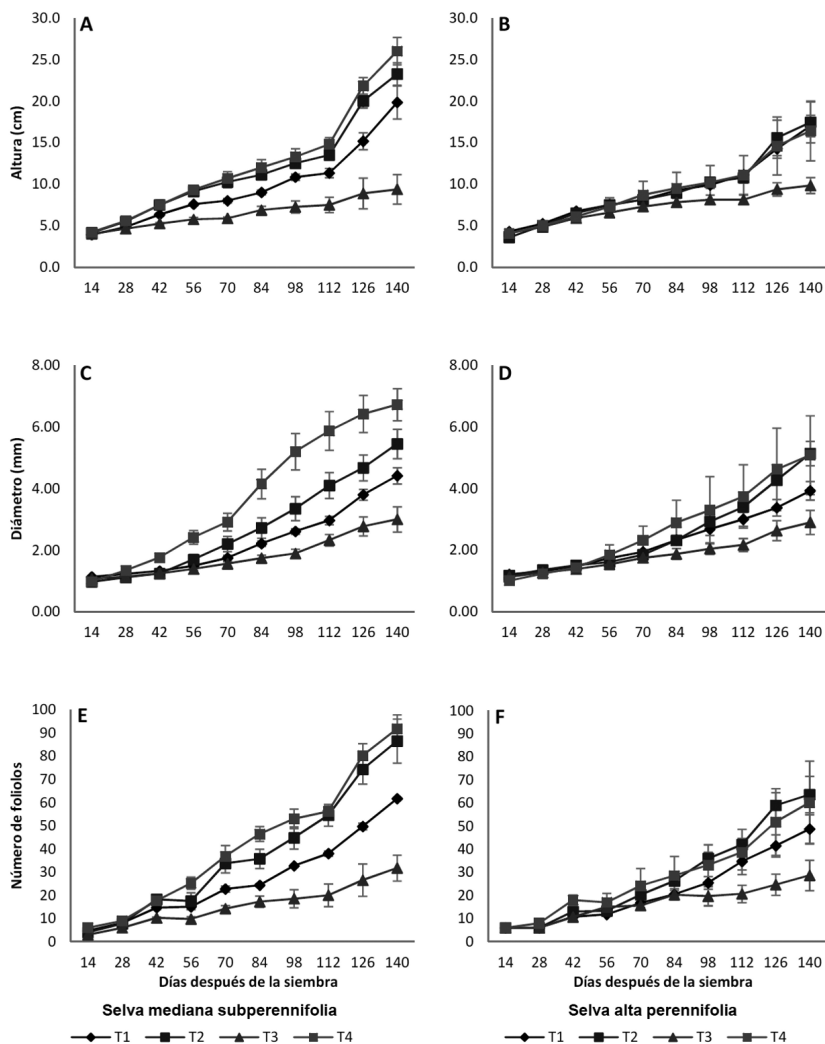 A
Altura (cm)
30.0
25.0
20.0
15.0
10.0
5.0
0.0
14 28 42 56 70 84 98 112 126 140
B
30.0
25.0
20.0
15.0
10.0
5.0
0.0
14 28 42 56 70 84 98 112 126 140
C
Diámetro (mm)
8.00
6.00
4.00
2.00
0.00
14 28 42 56 70 84 98 112 126 140
D
8.00
6.00
4.00
2.00
0.00
14 28 42 56 70 84 98 112 126 140
E
Número de foliolos
100
90
80
70
60
50
40
30
20
10
0
14 28 42 56 70 84 98 112 126 140
Días después de la siembra
Selva mediana subperennifolia
T1 T2 T3 T4
F
100
90
80
70
60
50
40
30
20
10
0
14 28 42 56 70 84 98 112 126 140
Días después de la siembra
Selva alta perennifolia
T1 T2 T3 T4